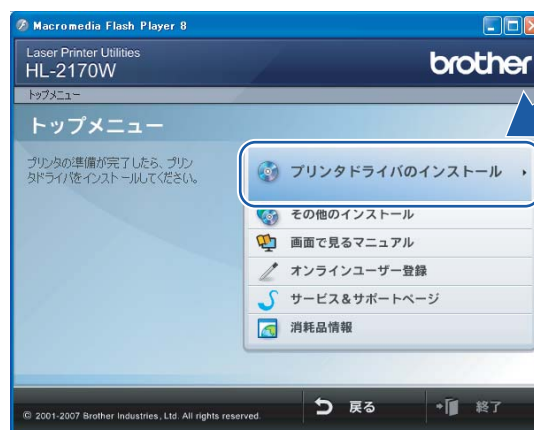 Macromedia Flash Player 8
Laser Printer Utilities
HL-2170W
brother
トップメニュー
トップメニュー
プリンタの準備が完了したら、プリン
タドライバをインストールしてください。
プリンタドライバのインストール
その他のインストール
画面で見るマニュアル
オンラインユーザー登録
サービス&サポートページ
消耗品情報
© 2001-2007 Brother Industries, Ltd. All rights reserved.
戻る
終了